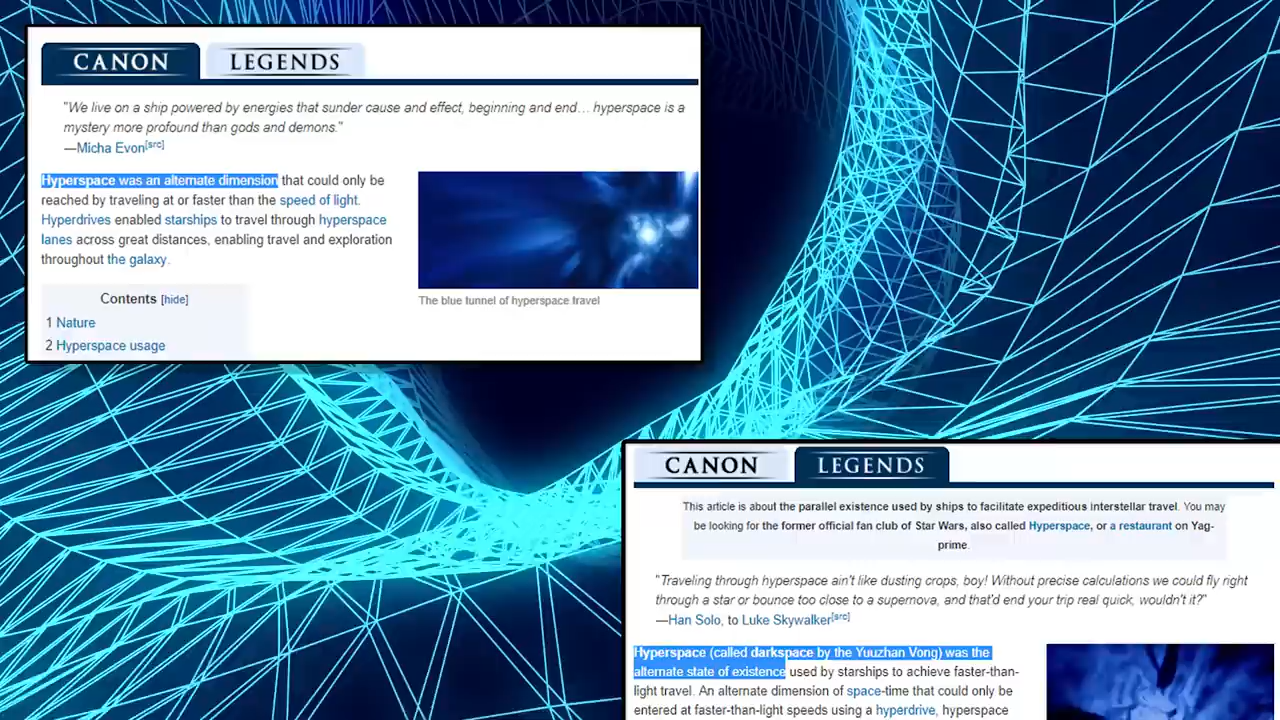 CANON LEGENDS
"We live on a ship powered by energies that sunder cause and effect, beginning and end… hyperspace is a
mystery more profound than gods and demons."
―Micha Evon[src]
Hyperspace was an alternate dimension that could only be
reached by traveling at or faster than the speed of light.
Hyperdrives enabled starships to travel through hyperspace
lanes across great distances, enabling travel and exploration
throughout the galaxy.
The blue tunnel of hyperspace travel
Contents [hide]
1 Nature
2 Hyperspace usage
CANON LEGENDS
This article is about the parallel existence used by ships to facilitate expeditious interstellar travel. You may
be looking for the former official fan club of Star Wars, also called Hyperspace, or a restaurant on Yag-
prime.
"Traveling through hyperspace ain't like dusting crops, boy! Without precise calculations we could fly right
through a star or bounce too close to a supernova, and that'd end your trip real quick, wouldn't it?"
―Han Solo, to Luke Skywalker[src]
Hyperspace (called darkspace by the Yuuzhan Vong) was the
alternate state of existence used by starships to achieve faster-than-
light travel. An alternate dimension of space-time that could only be
entered at faster-than-light speeds using a hyperdrive, hyperspace